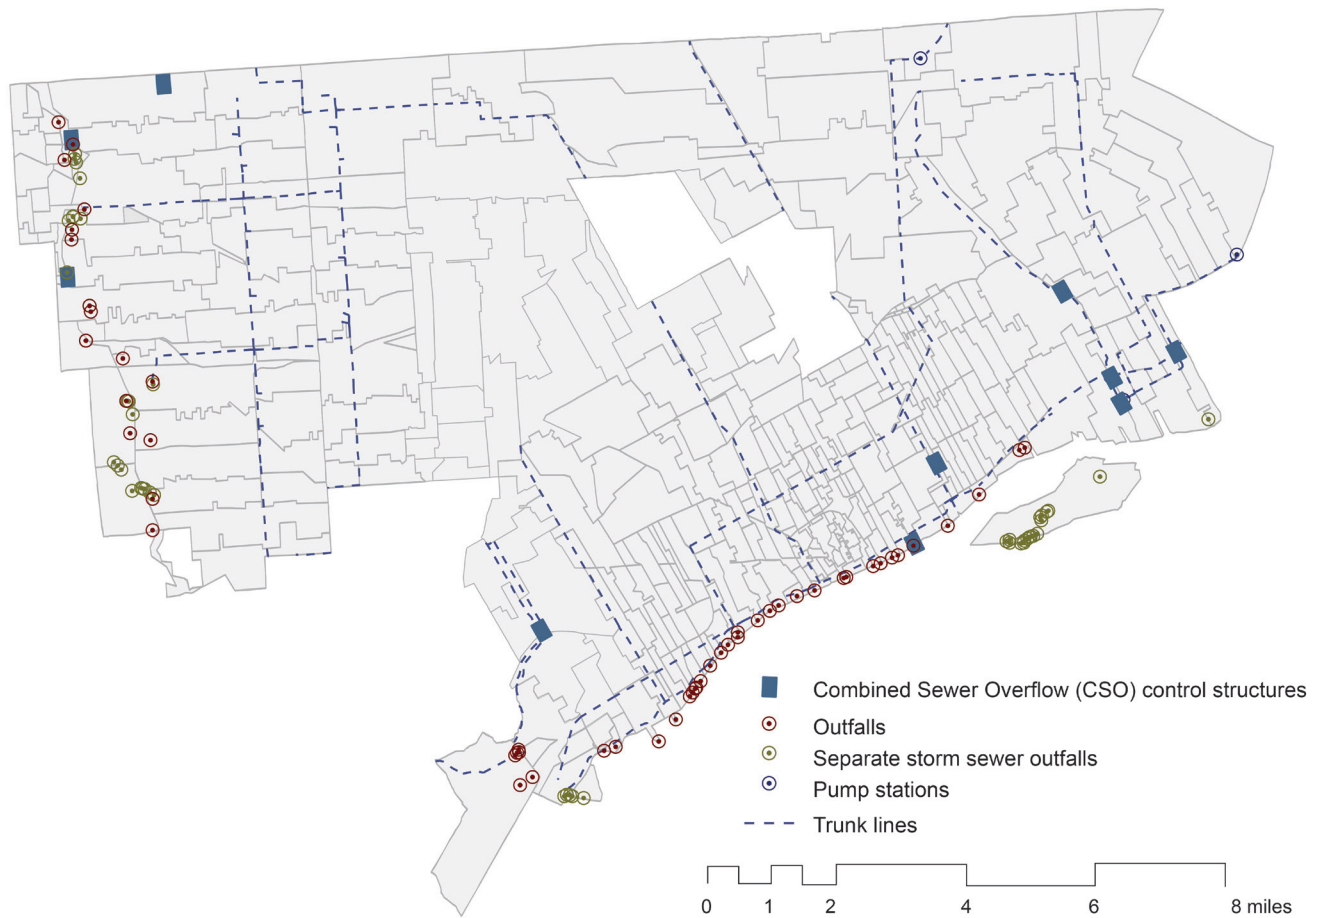 Combined Sewer Overflow (CSO) control structures
Outfalls
Separate storm sewer outfalls
Pump stations
Trunk lines
0 1 2 4 6 8 miles